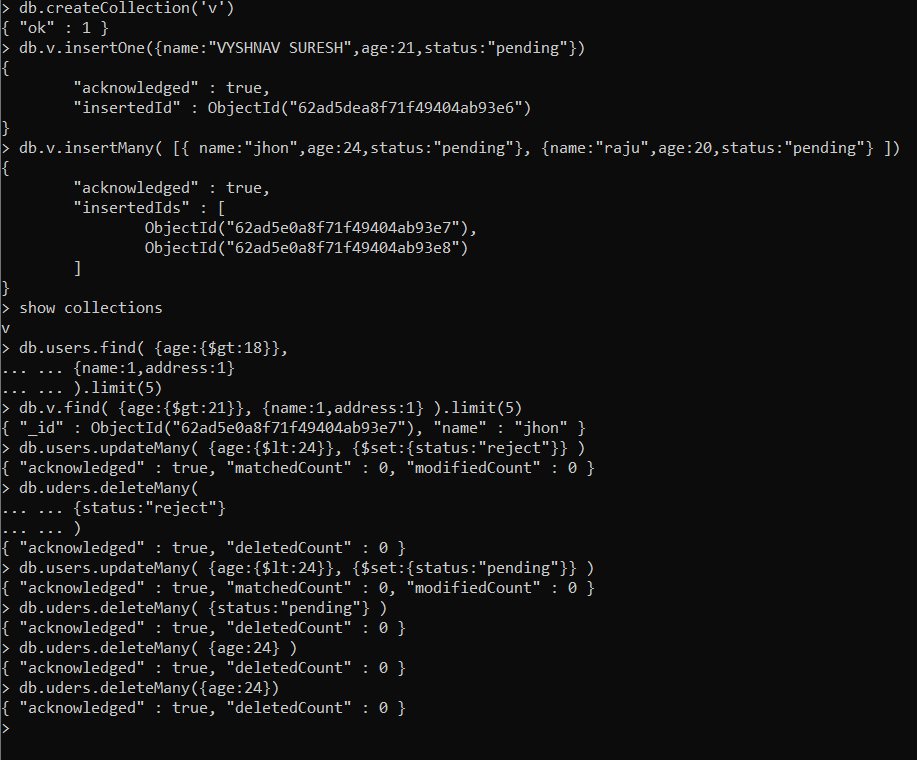 > db.createCollection('v')
{ "ok" : 1 }
> db.v.insertOne({name:"VYSHNAV SURESH",age:21,status:"pending"})
{
        "acknowledged" : true,
        "insertedId" : ObjectId("62ad5dea8f71f49404ab93e6")
}
> db.v.insertMany( [{ name:"jhon",age:24,status:"pending"}, {name:"raju",age:20,status:"pending"} ])
{
        "acknowledged" : true,
        "insertedIds" : [
                ObjectId("62ad5e0a8f71f49404ab93e7"),
                ObjectId("62ad5e0a8f71f49404ab93e8")
        ]
}
> show collections
v
> db.users.find( {age:{$gt:18}},
... ... {name:1,address:1}
... ... ).limit(5)
> db.v.find( {age:{$gt:21}}, {name:1,address:1} ).limit(5)
{ "_id" : ObjectId("62ad5e0a8f71f49404ab93e7"), "name" : "jhon" }
> db.users.updateMany( {age:{$lt:24}}, {$set:{status:"reject"}} )
{ "acknowledged" : true, "matchedCount" : 0, "modifiedCount" : 0 }
> db.uders.deleteMany(
... ... {status:"reject"}
... ... )
{ "acknowledged" : true, "deletedCount" : 0 }
> db.users.updateMany( {age:{$lt:24}}, {$set:{status:"pending"}} )
{ "acknowledged" : true, "matchedCount" : 0, "modifiedCount" : 0 }
> db.uders.deleteMany( {status:"pending"} )
{ "acknowledged" : true, "deletedCount" : 0 }
> db.uders.deleteMany( {age:24} )
{ "acknowledged" : true, "deletedCount" : 0 }
> db.uders.deleteMany({age:24})
{ "acknowledged" : true, "deletedCount" : 0 }
>